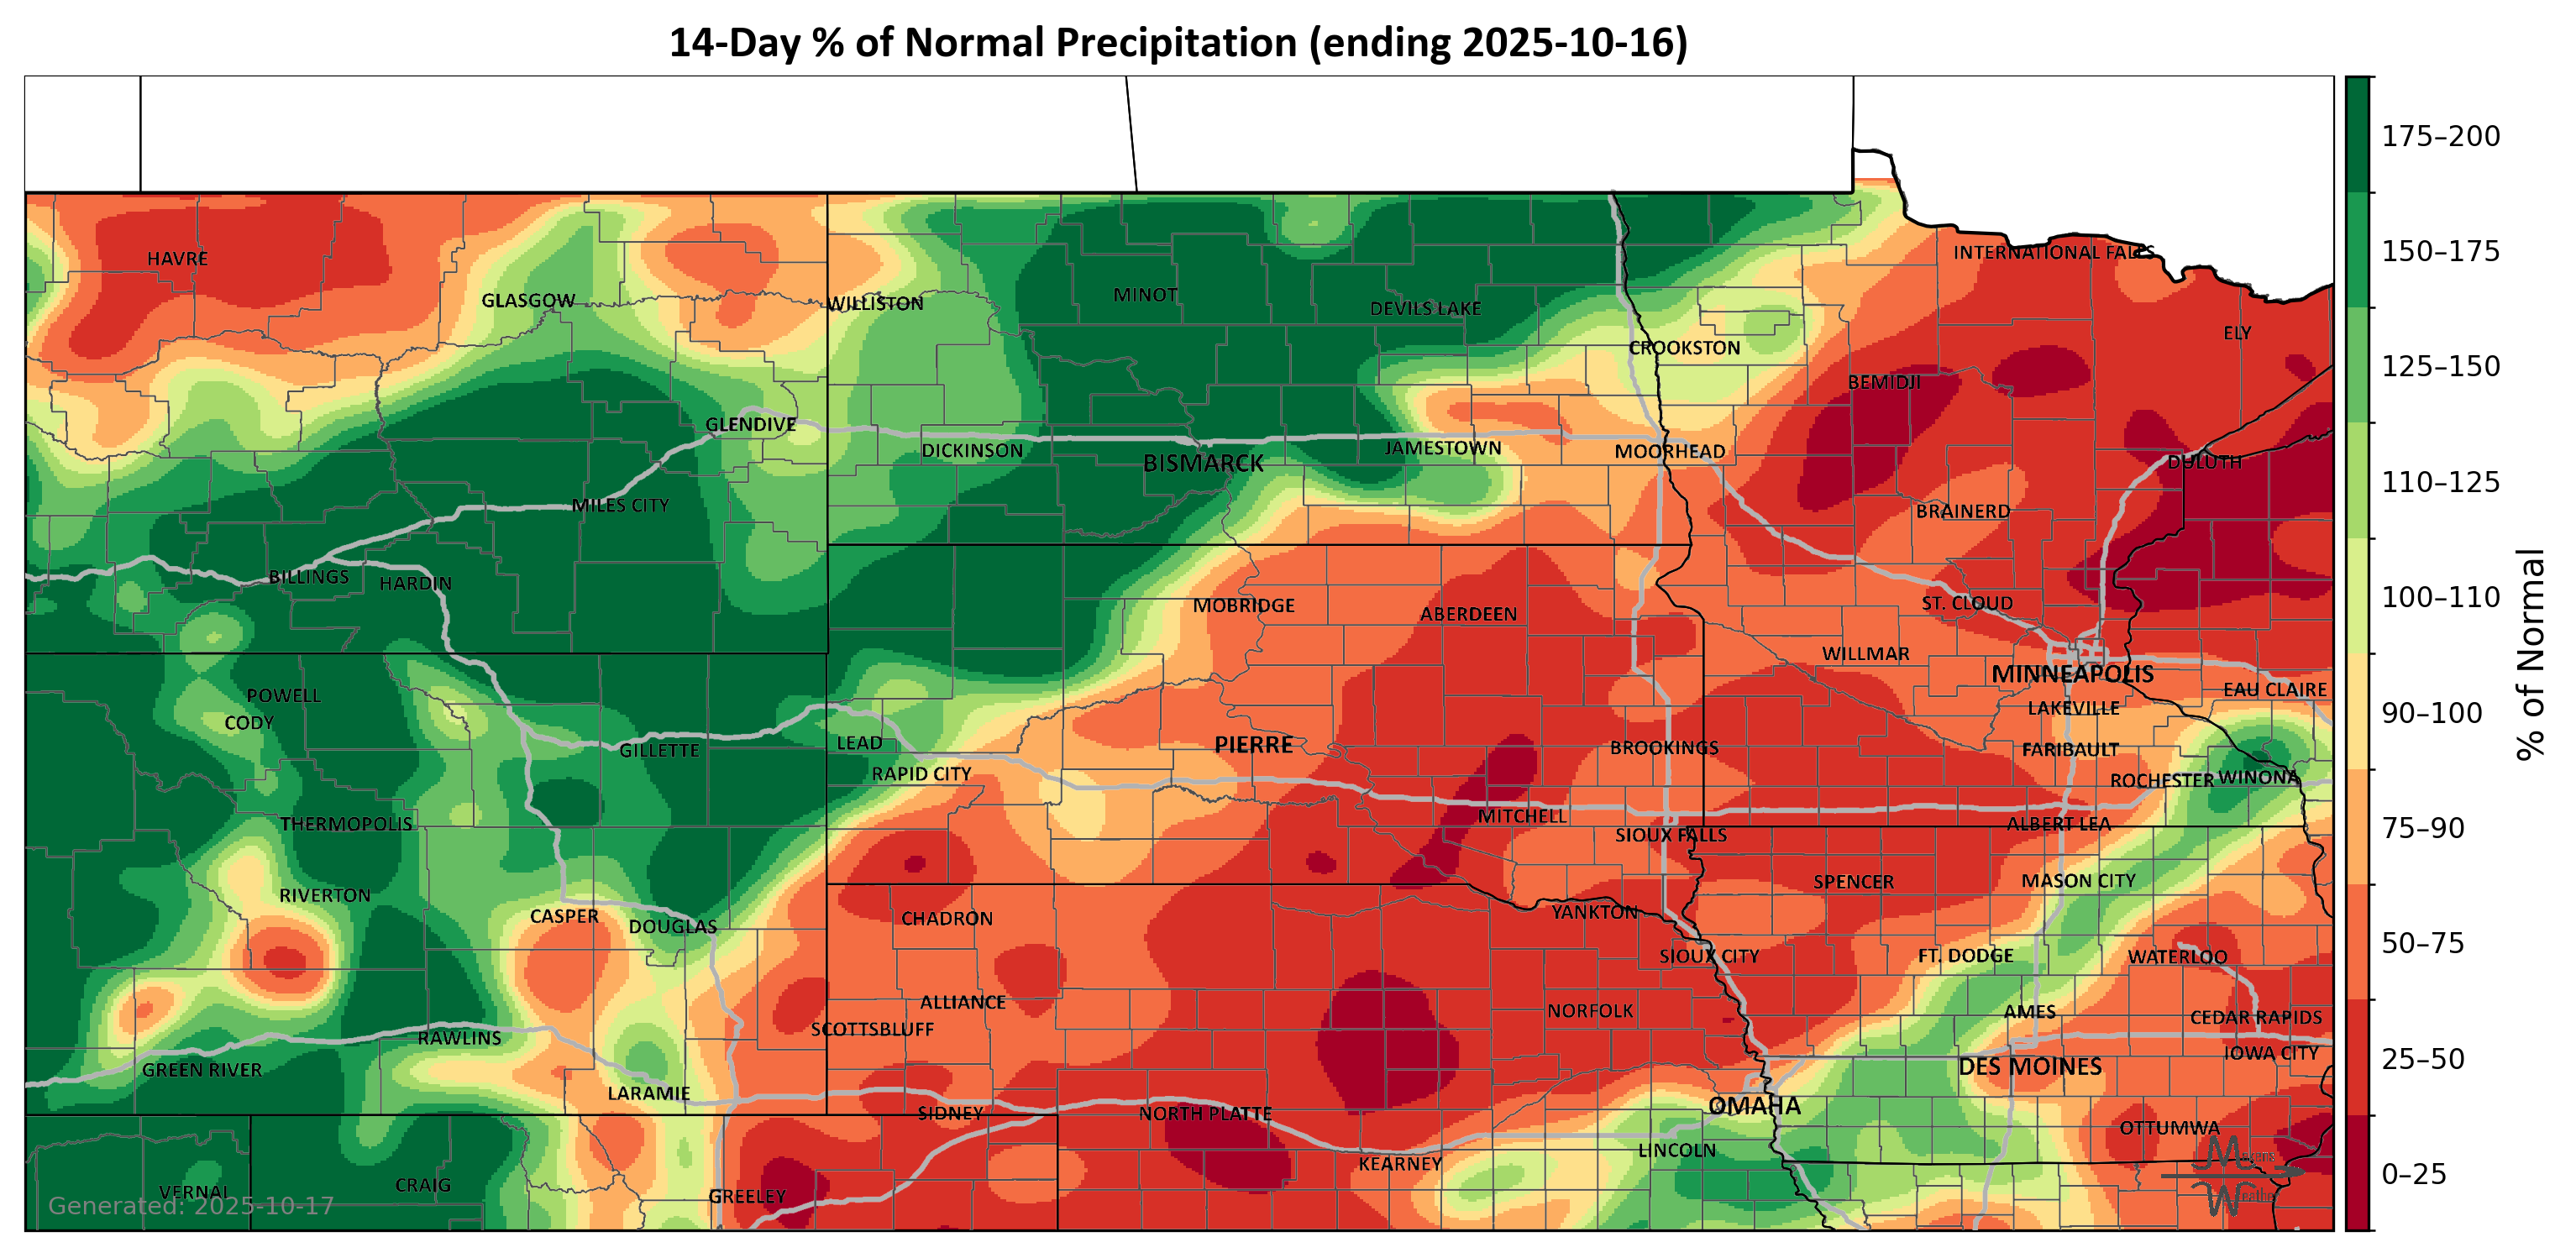 14-Day % of Normal Precipitation (ending 2025-10-16)
175–200
150–175
125–150
110–125
100–110
90–100
75–90
50–75
25–50
0–25
% of Normal
HAVRE
INTERNATIONAL FALLS
GLASGOW
WILLISTON
MINOT
DEVILS LAKE
ELY
CROOKSTON
BEMIDJI
GLENDIVE
DICKINSON
BISMARCK
JAMESTOWN
MOORHEAD
DULUTH
MILES CITY
BRAINERD
BILLINGS
HARDIN
MOBRIDGE
ABERDEEN
ST. CLOUD
WILLMAR
MINNEAPOLIS
EAU CLAIRE
POWELL
CODY
LAKEVILLE
GILLETTE
LEAD
PIERRE
BROOKINGS
FARIBAULT
RAPID CITY
ROCHESTER
WINONA
THERMOPOLIS
MITCHELL
SIOUX FALLS
ALBERT LEA
RIVERTON
SPENCER
MASON CITY
CASPER
DOUGLAS
CHADRON
YANKTON
SIOUX CITY
FT. DODGE
WATERLOO
ALLIANCE
SCOTTSBLUFF
NORFOLK
AMES
CEDAR RAPIDS
RAWLINS
GREEN RIVER
DES MOINES
IOWA CITY
LARAMIE
SIDNEY
NORTH PLATTE
OMAHA
OTTUMWA
LINCOLN
KEARNEY
VERNAL
CRAIG
GREELEY
Generated: 2025-10-17